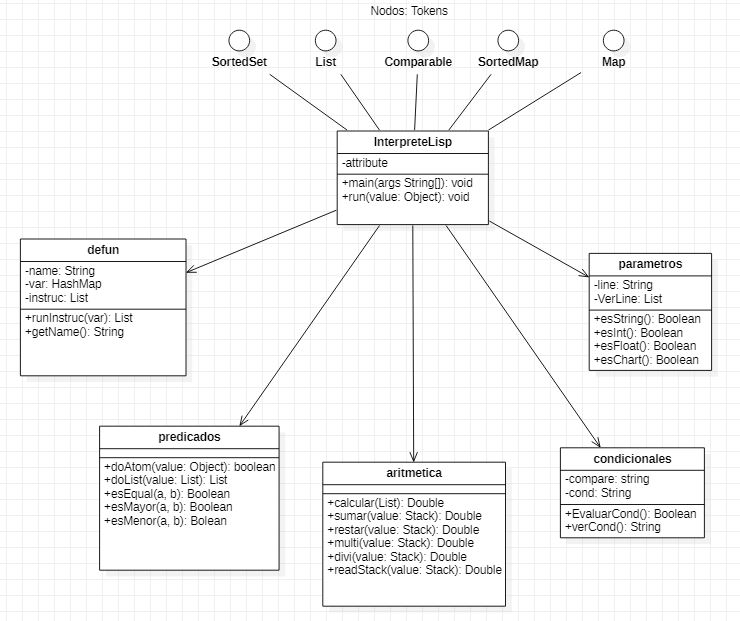 Nodos: Tokens
SortedSet
List
Comparable
SortedMap
Map
InterpreteLisp
-attribute
+main(args String[]): void
+run(value: Object): void
defun
-name: String
-var: HashMap
-instruc: List
+runInstruc(var): List
+getName(): String
parametros
-line: String
-VerLine: List
+esString(): Boolean
+esInt(): Boolean
+esFloat(): Boolean
+esChart(): Boolean
predicados
+doAtom(value: Object): boolean
+doList(value: List): List
+esEqual(a, b): Boolean
+esMayor(a, b): Boolean
+esMenor(a, b): Bolean
aritmetica
+calcular(List): Double
+sumar(value: Stack): Double
+restar(value: Stack): Double
+multi(value: Stack): Double
+divi(value: Stack): Double
+readStack(value: Stack): Double
condicionales
-compare: string
-cond: String
+EvaluarCond(): Boolean
+verCond(): String